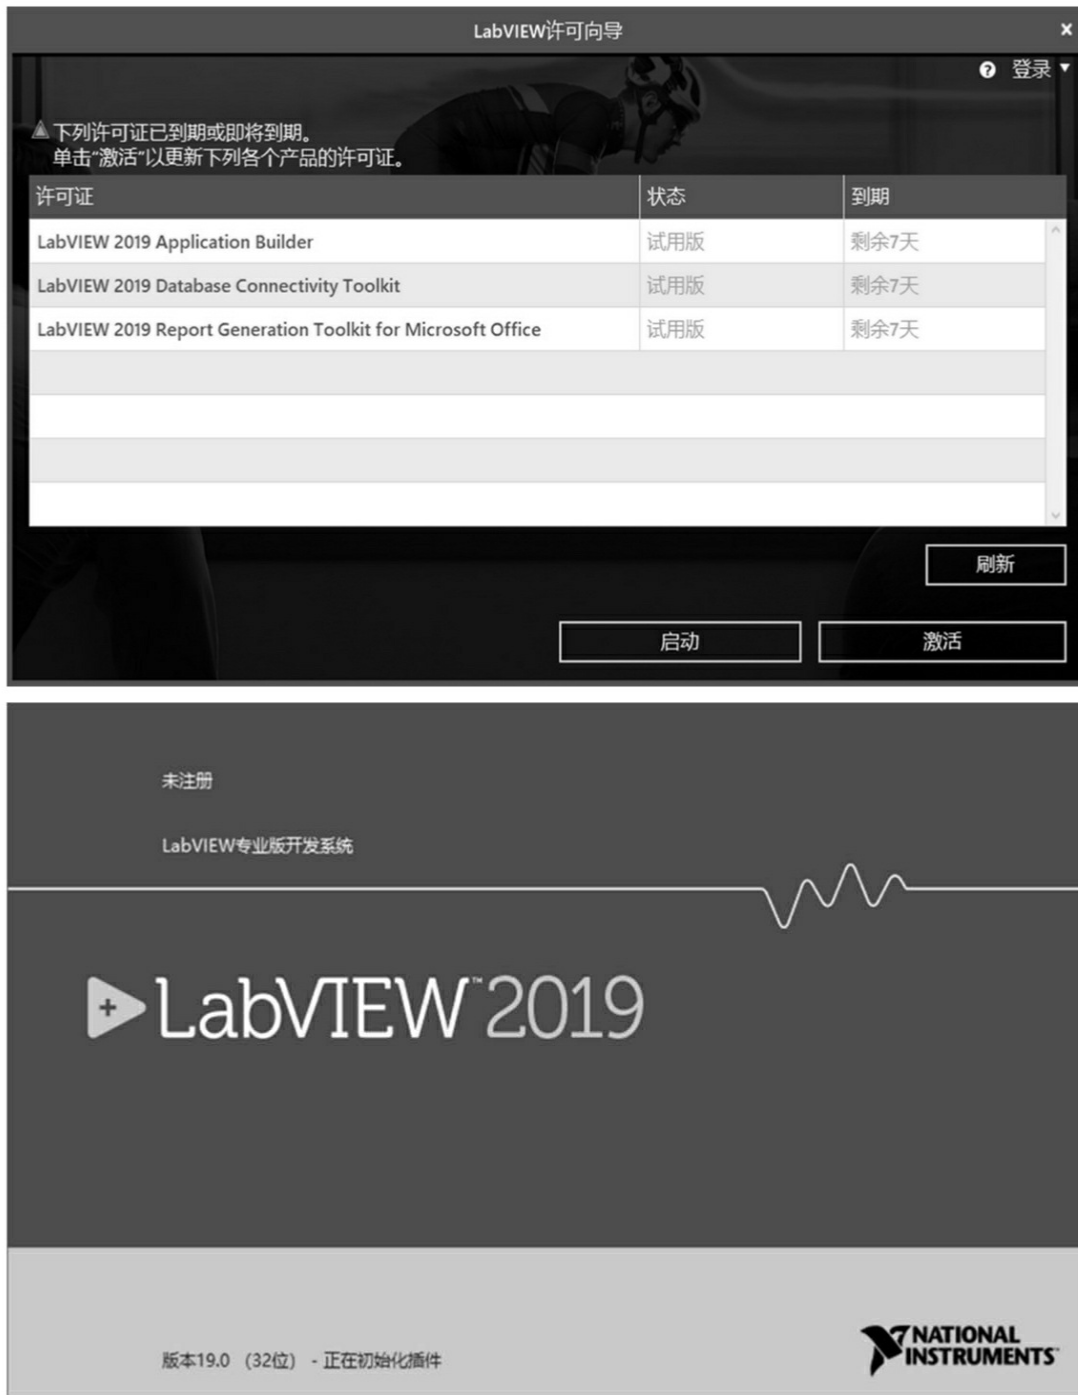 LabVIEW许可向导
登录
下列许可证已到期或即将到期。
单击“激活”以更新下列各个产品的许可证。
许可证 状态 到期
LabVIEW 2019 Application Builder 试用版 剩余7天
LabVIEW 2019 Database Connectivity Toolkit 试用版 剩余7天
LabVIEW 2019 Report Generation Toolkit for Microsoft Office 试用版 剩余7天
刷新
启动 激活
未注册
LabVIEW专业版开发系统
LabVIEW™ 2019
NATIONAL
INSTRUMENTS
版本19.0 (32位) - 正在初始化插件